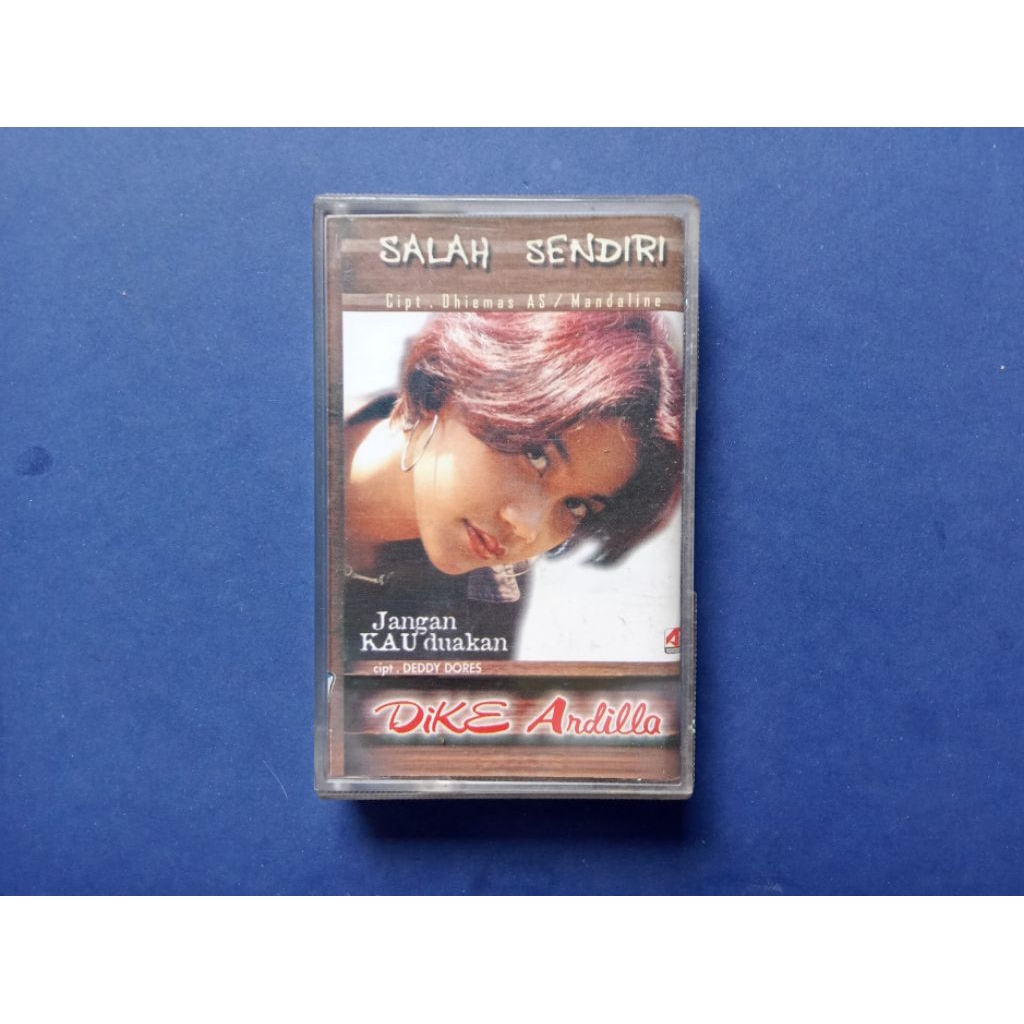 SALAH SENDIRI
Cipt. Dhiemas AS / Mandaline
Jangan
KAU duakan
cipt. DEDDY DORES
DiKE Ardilla